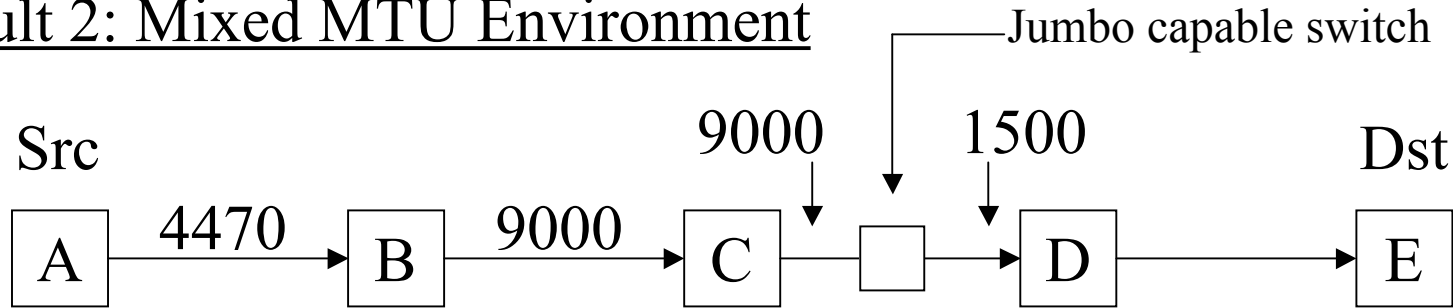 ult 2: Mixed MTU Environment
Jumbo capable switch
Src
9000
1500
Dst
A
4470
B
9000
C
D
E